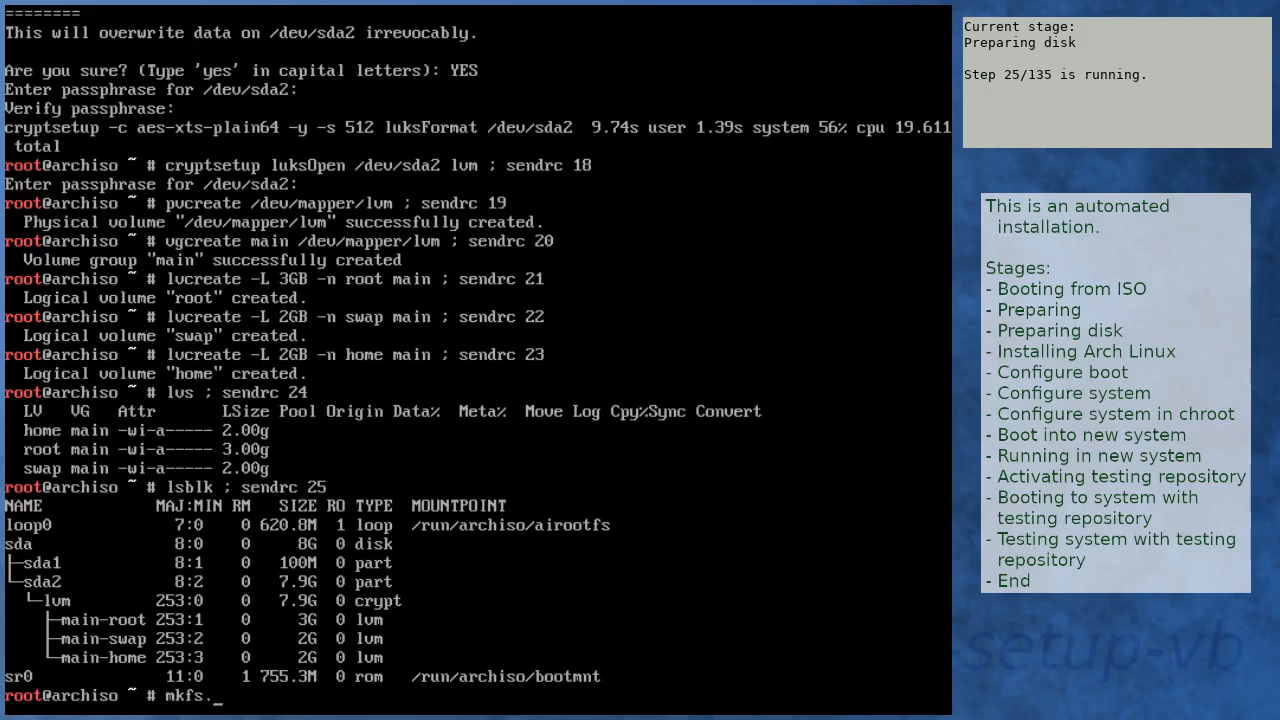 ========
This will overwrite data on /dev/sda2 irrevocably.
Are you sure? (Type 'yes' in capital letters): YES
Enter passphrase for /dev/sda2:
Verify passphrase:
cryptsetup -c aes-xts-plain64 -y -s 512 luksFormat /dev/sda2  9.74s user 1.39s system 56% cpu 19.611
 total
root@archiso ~ # cryptsetup luksOpen /dev/sda2 lvm ; sendrc 18
Enter passphrase for /dev/sda2:
root@archiso ~ # pvcreate /dev/mapper/lvm ; sendrc 19
  Physical volume "/dev/mapper/lvm" successfully created.
root@archiso ~ # vgcreate main /dev/mapper/lvm ; sendrc 20
  Volume group "main" successfully created
root@archiso ~ # lvcreate -L 3GB -n root main ; sendrc 21
  Logical volume "root" created.
root@archiso ~ # lvcreate -L 2GB -n swap main ; sendrc 22
  Logical volume "swap" created.
root@archiso ~ # lvcreate -L 2GB -n home main ; sendrc 23
  Logical volume "home" created.
root@archiso ~ # lvs ; sendrc 24
  LV   VG   Attr       LSize Pool Origin Data%  Meta%  Move Log Cpy%Sync Convert
  home main -wi-a----- 2.00g
  root main -wi-a----- 3.00g
  swap main -wi-a----- 2.00g
root@archiso ~ # lsblk ; sendrc 25
NAME            MAJ:MIN RM   SIZE RO TYPE  MOUNTPOINT
loop0             7:0    0 620.8M  1 loop  /run/archiso/airootfs
sda               8:0    0     8G  0 disk
├─sda1            8:1    0   100M  0 part
└─sda2            8:2    0   7.9G  0 part
  └─lvm         253:0    0   7.9G  0 crypt
    ├─main-root 253:1    0     3G  0 lvm
    ├─main-swap 253:2    0     2G  0 lvm
    └─main-home 253:3    0     2G  0 lvm
sr0              11:0    1 755.3M  0 rom   /run/archiso/bootmnt
root@archiso ~ # mkfs._
Current stage:
Preparing disk
Step 25/135 is running.
This is an automated
installation.
Stages:
- Booting from ISO
- Preparing
- Preparing disk
- Installing Arch Linux
- Configure boot
- Configure system
- Configure system in chroot
- Boot into new system
- Running in new system
- Activating testing repository
- Booting to system with
testing repository
- Testing system with testing
repository
- End
setup-vb